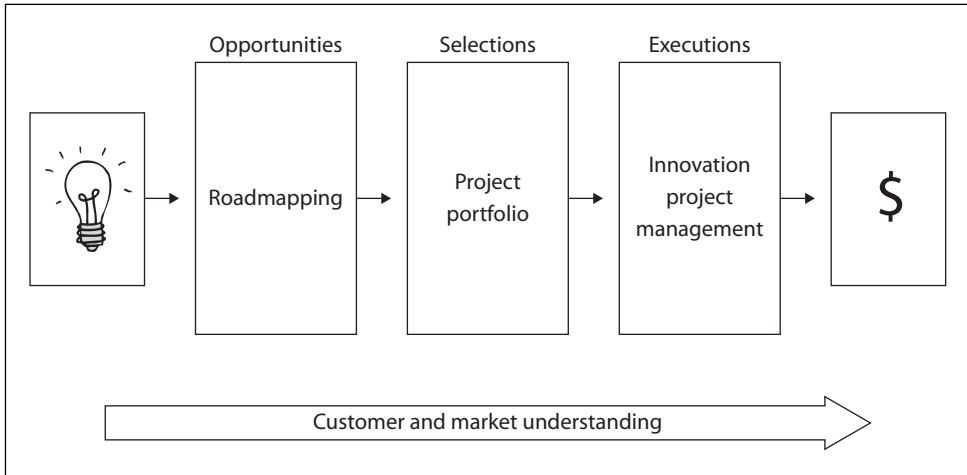 Opportunities
Selections
Executions
Roadmapping
Project
portfolio
Innovation
project
management
$
Customer and market understanding